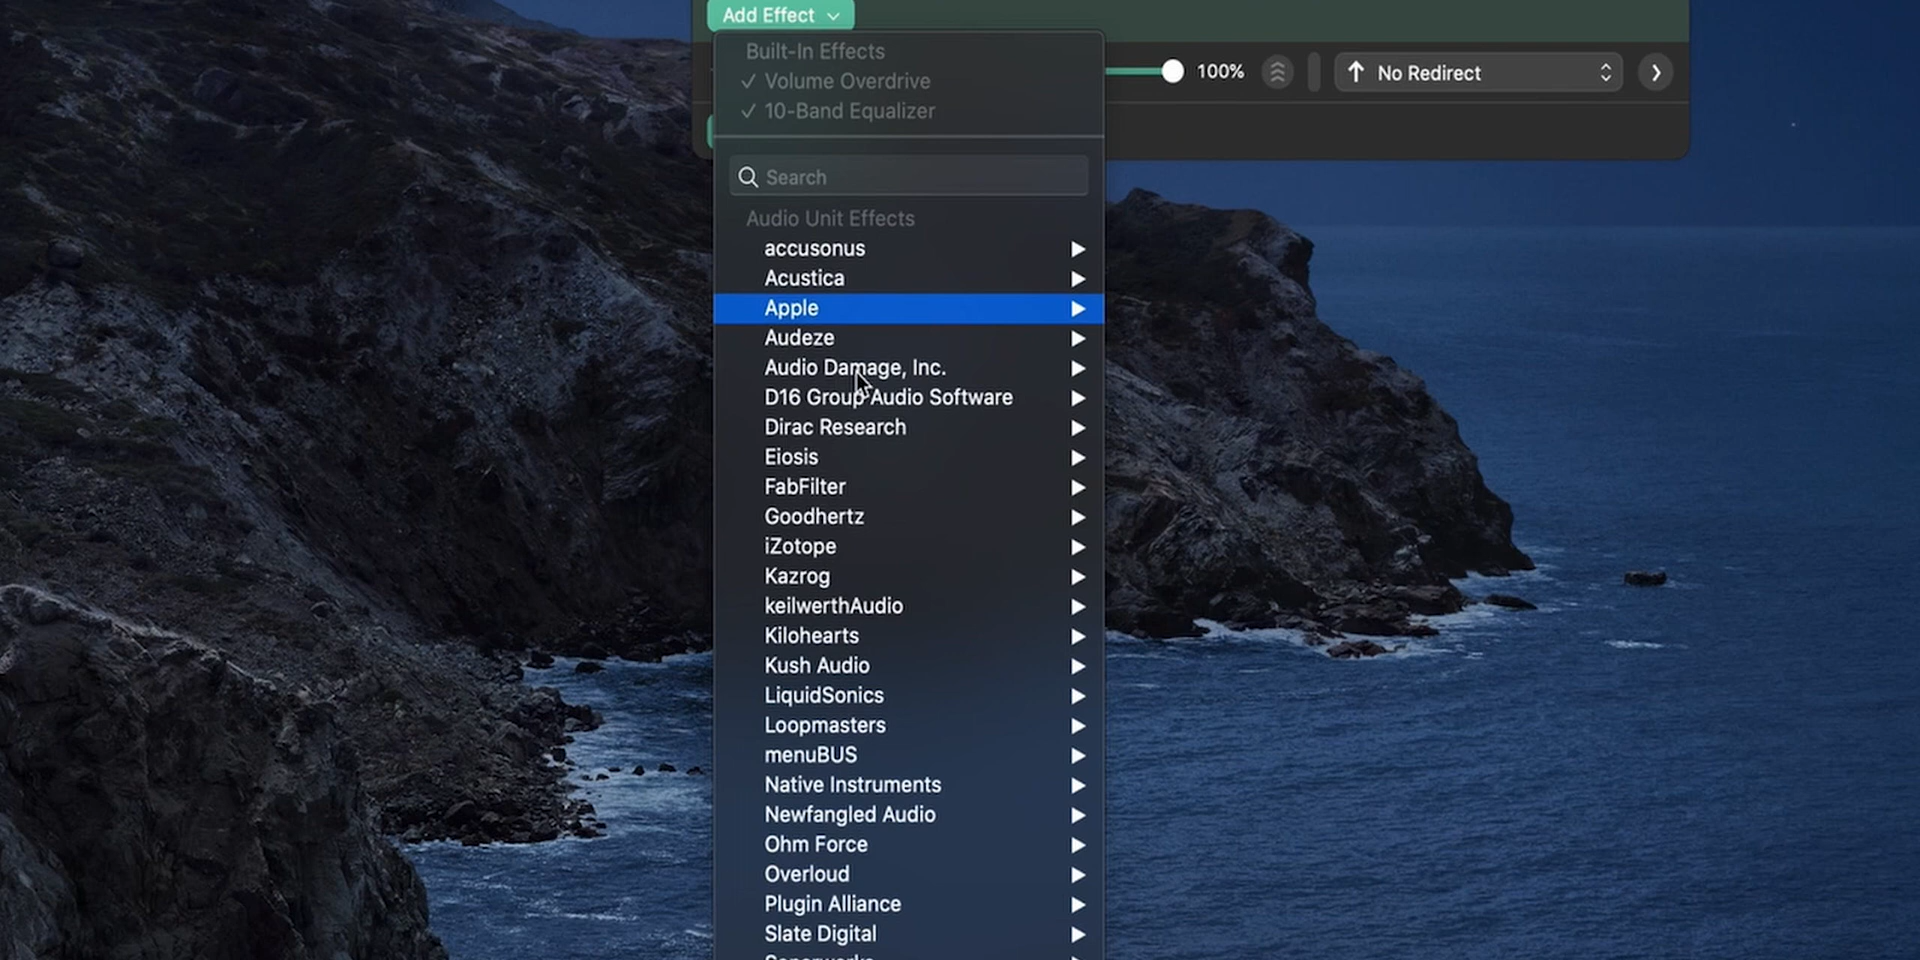 Add Effect
Built-In Effects
✓ Volume Overdrive
100%
No Redirect
✓ 10-Band Equalizer
Search
Audio Unit Effects
accusonus
Acustica
Apple
Audeze
Audio Damage, Inc.
D16 Group Audio Software
Dirac Research
Eiosis
FabFilter
Goodhertz
iZotope
Kazrog
keilwerthAudio
Kilohearts
Kush Audio
LiquidSonics
Loopmasters
menuBUS
Native Instruments
Newfangled Audio
Ohm Force
Overloud
Plugin Alliance
Slate Digital